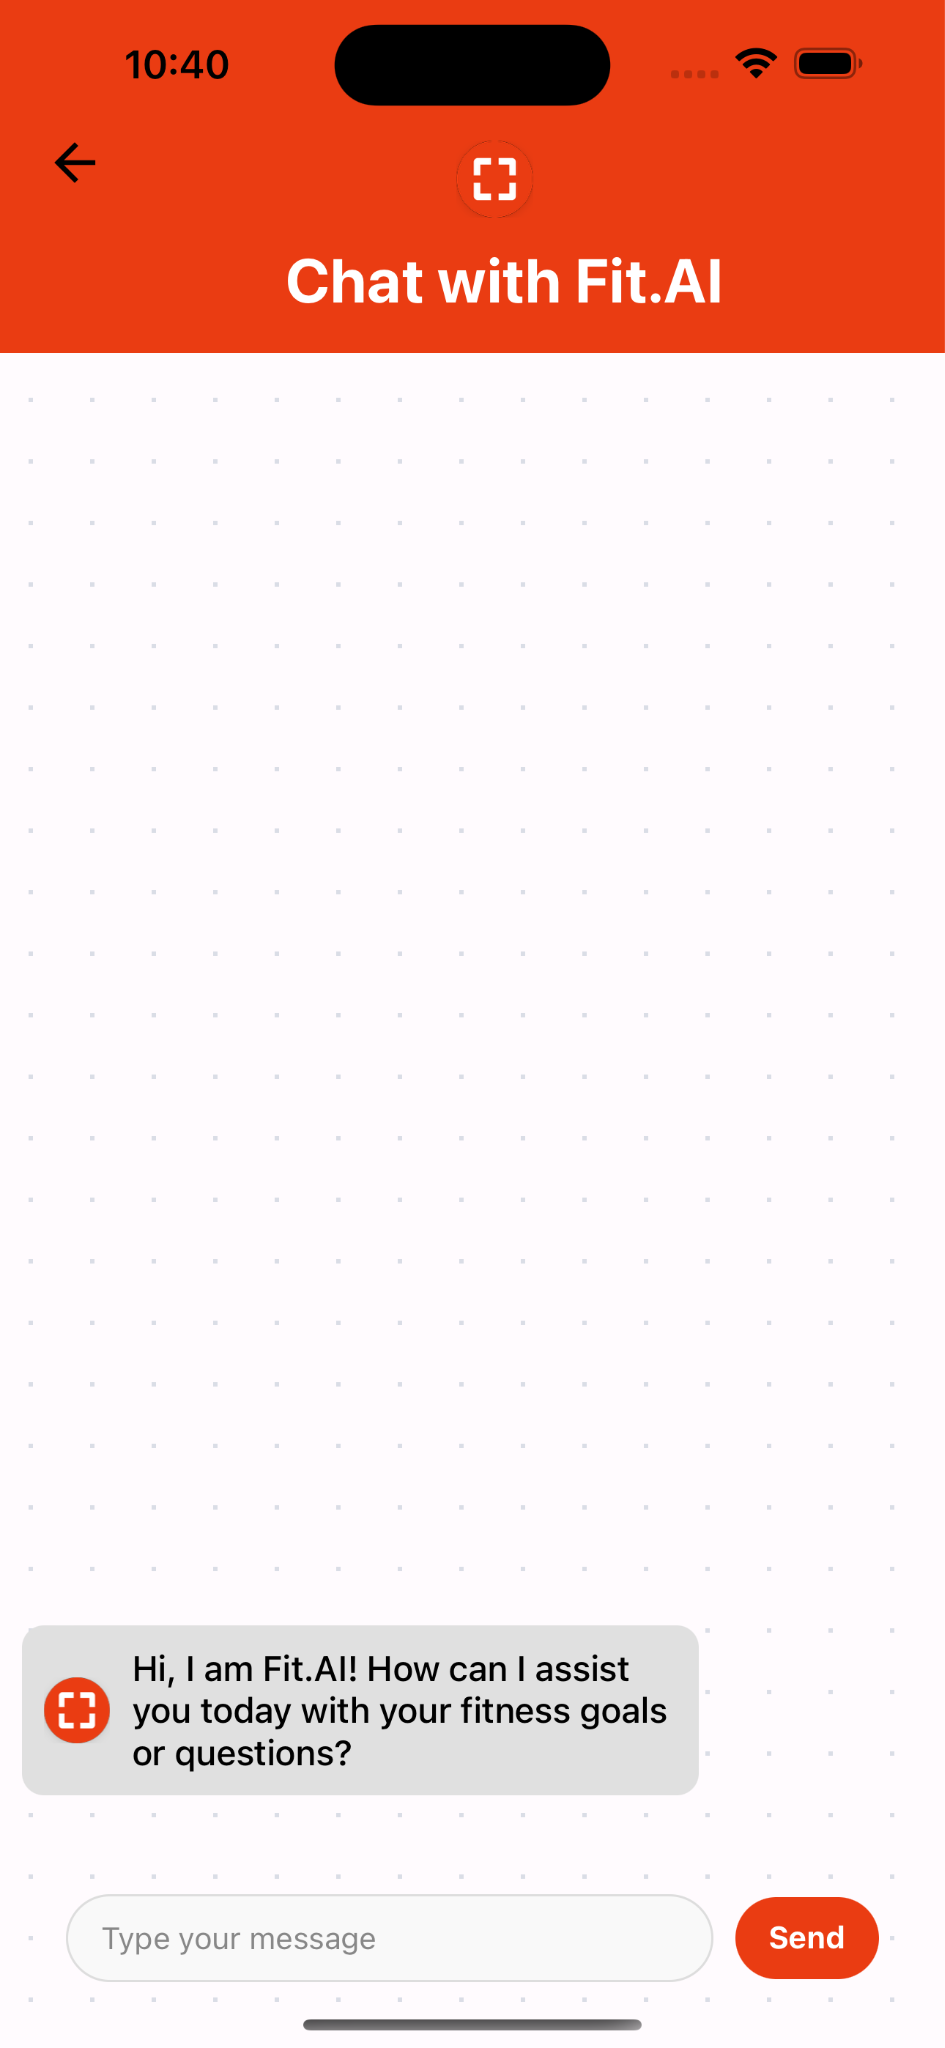 10:40
Chat with Fit.AI
Hi, I am Fit.AI! How can I assist
you today with your fitness goals
or questions?
Type your message
Send